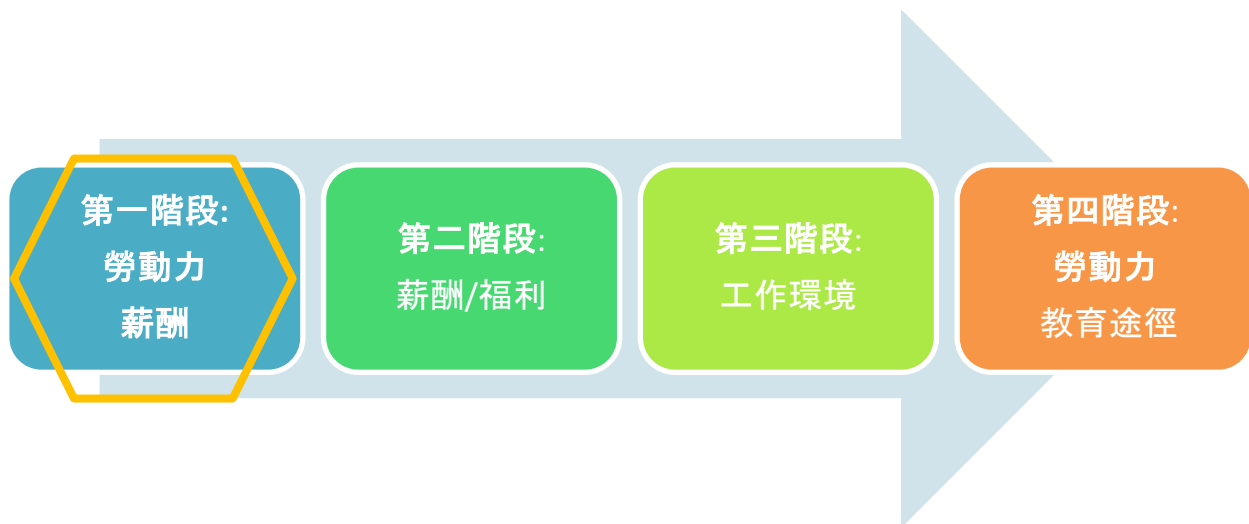 第一階段:
勞動力
薪酬
第二階段:
薪酬/福利
第三階段:
工作環境
第四階段:
勞動力
教育途徑